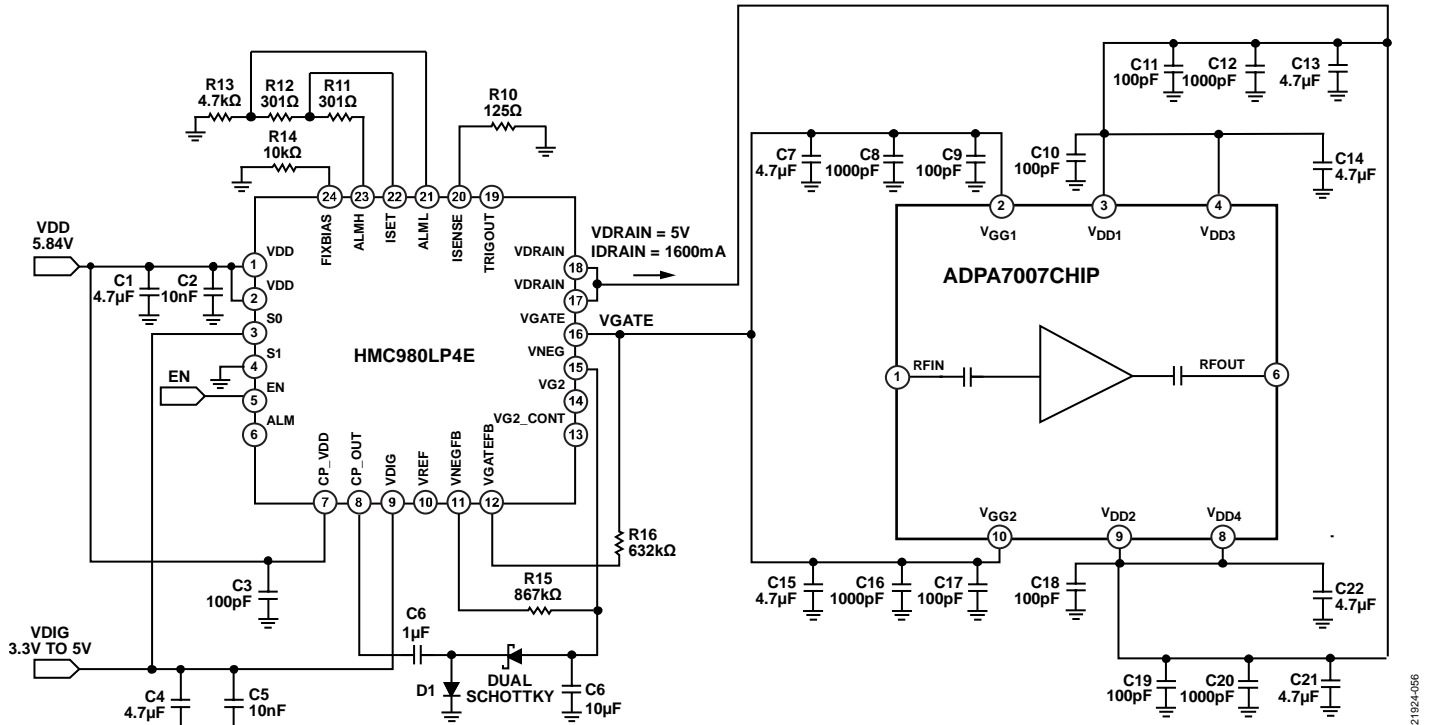 R13
4.7kΩ
R12
301Ω
R11
301Ω
R10
125Ω
R14
10kΩ
C11
100pF
C12
1000pF
C13
4.7µF
C7
4.7µF
C8
1000pF
C9
100pF
C10
100pF
C14
4.7µF
24
23
22
21
20
19
FIXBIAS
ALMH
ISET
ALML
ISENSE
TRIGOUT
VDD
5.84V
C1
4.7µF
C2
10nF
1
VDD
2
VDD
3
S0
4
S1
5
EN
6
ALM
EN
HMC980LP4E
VDRAIN
18
VDRAIN
17
VGATE
16
VNEG
15
VG2
14
VG2_CONT
13
VDRAIN = 5V
IDRAIN = 1600mA
VGATE
2
3
4
VGG1
VDD1
VDD3
ADPA7007CHIP
1
RFIN
RFOUT
6
VGG2
VDD2
VDD4
10
9
8
CP_VDD
CP_OUT
VDIG
VREF
VNEGFB
VGATEFB
7
8
9
10
11
12
R16
632kΩ
R15
867kΩ
C3
100pF
C15
4.7µF
C16
1000pF
C17
100pF
C18
100pF
C22
4.7µF
VDIG
3.3V TO 5V
C6
1µF
D1
DUAL
SCHOTTKY
C6
10µF
C4
4.7µF
C5
10nF
C19
100pF
C20
1000pF
C21
4.7µF
21924-056